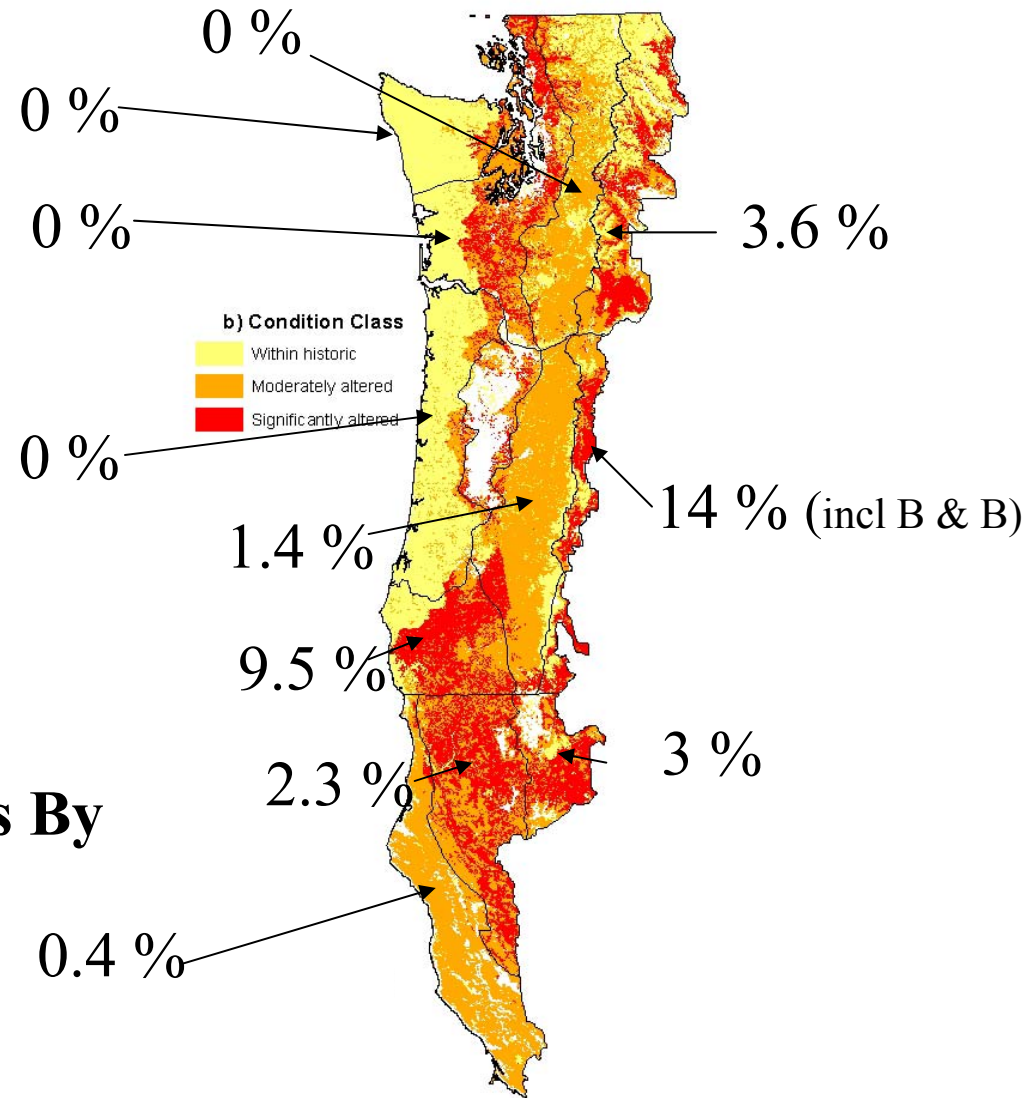 0 %
0 %
0 %
3.6 %
b) Condition Class
Within historic
Moderately altered
Significantly altered
0 %
14 % (incl B & B)
1.4 %
9.5 %
3 %
2.3 %
s By
0.4 %